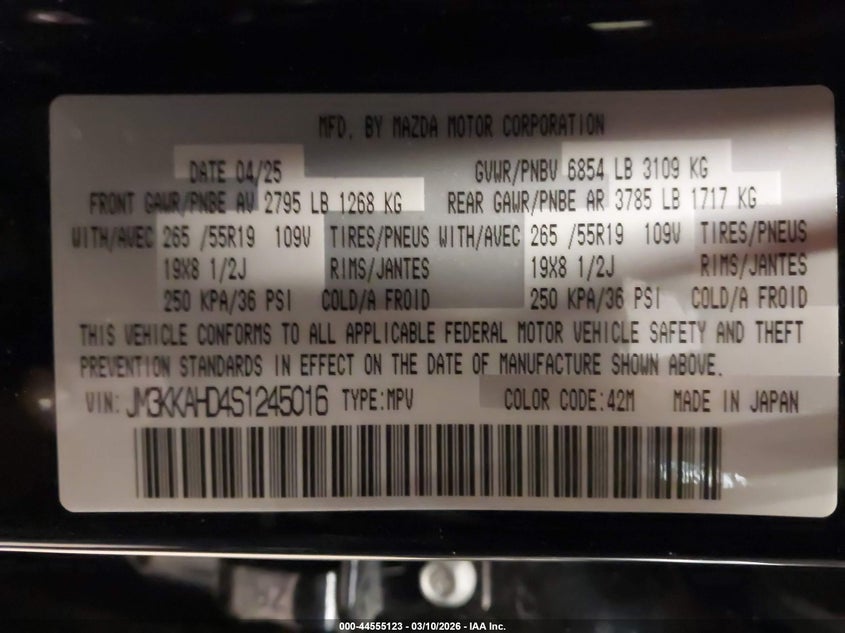 MFD. BY MAZDA MOTOR CORPORATION
DATE 04/25 GVWR/PNBV 6854 LB 3109 KG
FRONT GAWR/PNBE AV 2795 LB 1268 KG REAR GAWR/PNBE AR 3785 LB 1717 KG
WITH/AVEC 265 /55R19 109V TIRES/PNEUS WITH/AVEC 265 /55R19 109V TIRES/PNEUS
19X8 1/2J RIMS/JANTES 19X8 1/2J RIMS/JANTES
250 KPA/36 PSI COLD/A FROID 250 KPA/36 PSI COLD/A FROID
THIS VEHICLE CONFORMS TO ALL APPLICABLE FEDERAL MOTOR VEHICLE SAFETY AND THEFT
PREVENTION STANDARDS IN EFFECT ON THE DATE OF MANUFACTURE SHOWN ABOVE.
VIN: JM3KKAHD4S1245016 TYPE:MPV COLOR CODE:42M MADE IN JAPAN
000-44555123 - 03/10/2026 - IAA Inc.